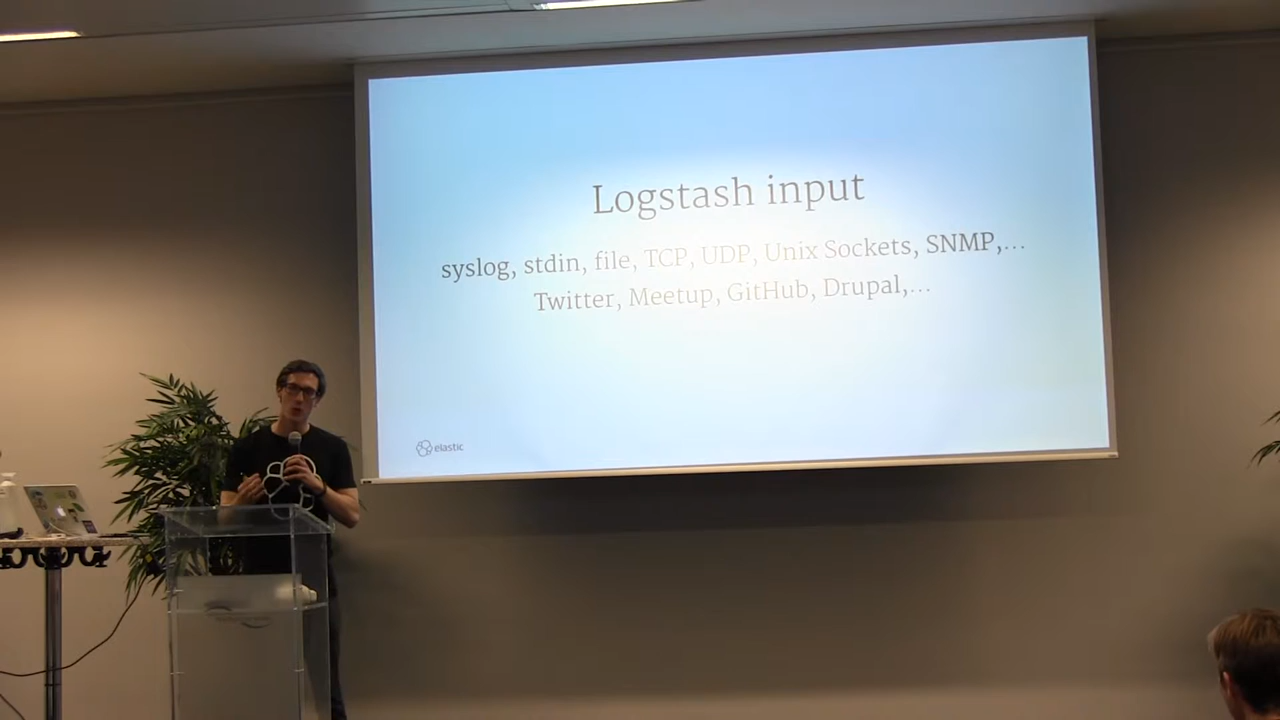 Logstash input
syslog, stdin, file, TCP, UDP, Unix Sockets, SNMP,...
Twitter, Meetup, GitHub, Drupal,...
elastic